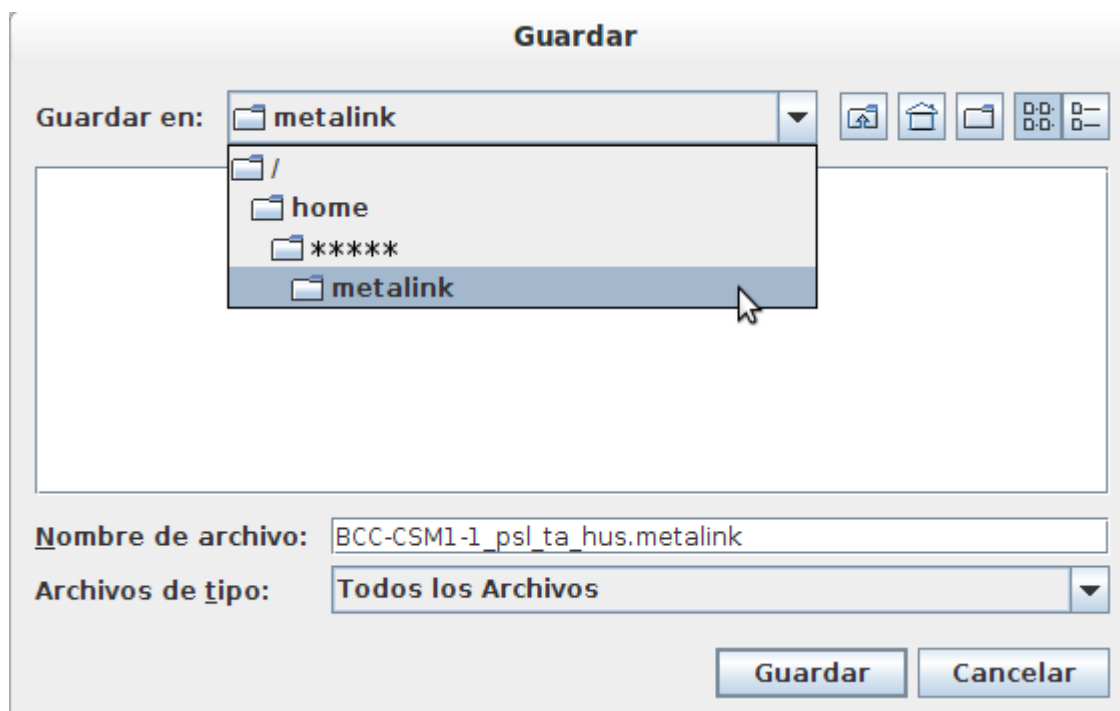 Guardar
Guardar en: metalink
/
home
*****
metalink
Nombre de archivo: BCC-CSM1-1_psl_ta_hus.metalink
Archivos de tipo: Todos los Archivos
Guardar Cancelar